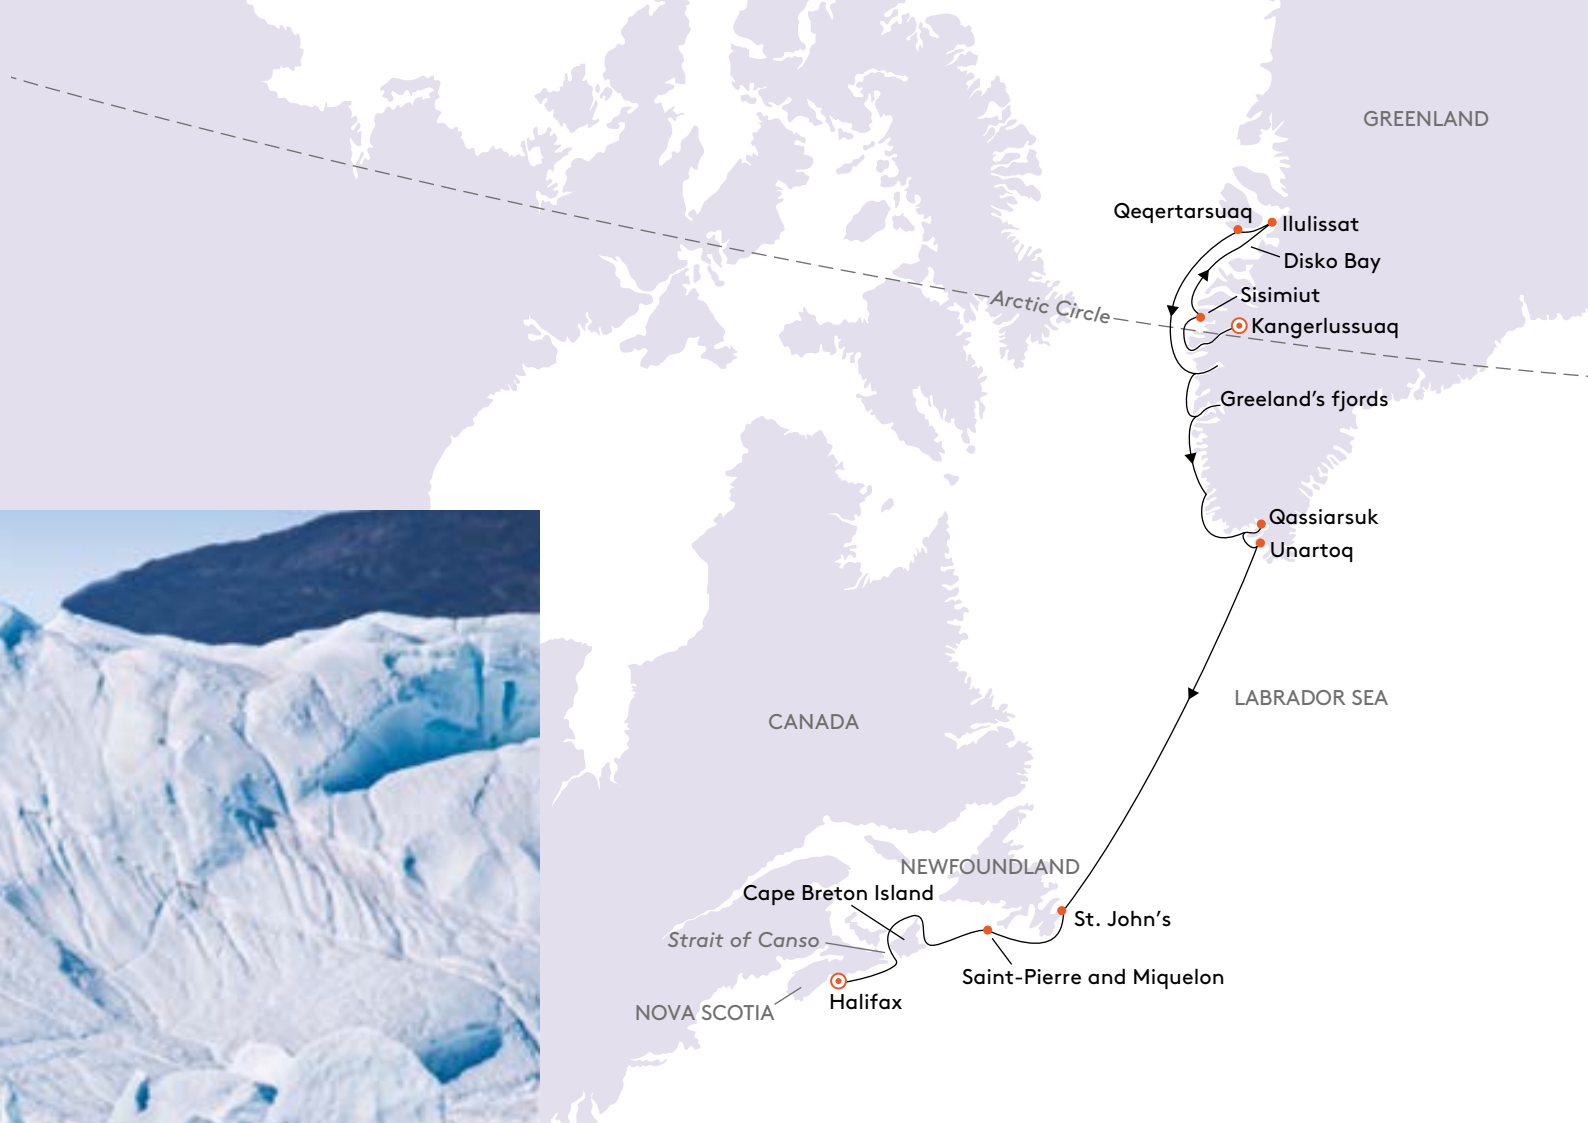 GREENLAND
Qeqertarsuaq
Ilulissat
Disko Bay
Sisimiut
Arctic Circle
Kangerlussuaq
Greeland's fjords
Qassiarsuk
Unartoq
LABRADOR SEA
CANADA
NEWFOUNDLAND
Cape Breton Island
St. John's
Strait of Canso
Saint-Pierre and Miquelon
Halifax
NOVA SCOTIA